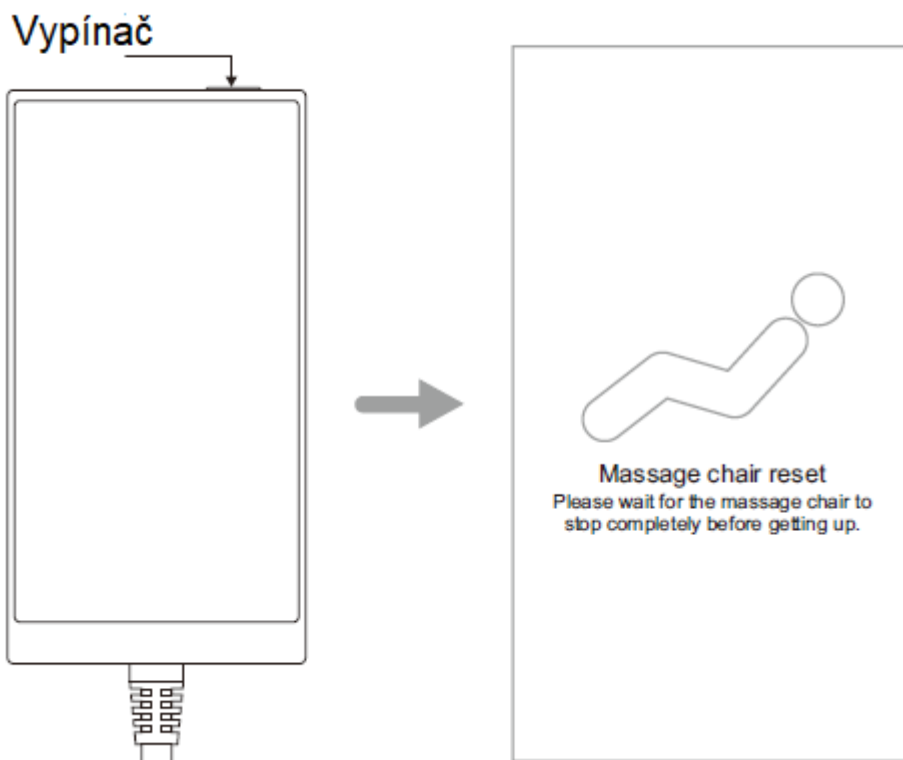 Vypínač
Massage chair reset
Please wait for the massage chair to
stop completely before getting up.